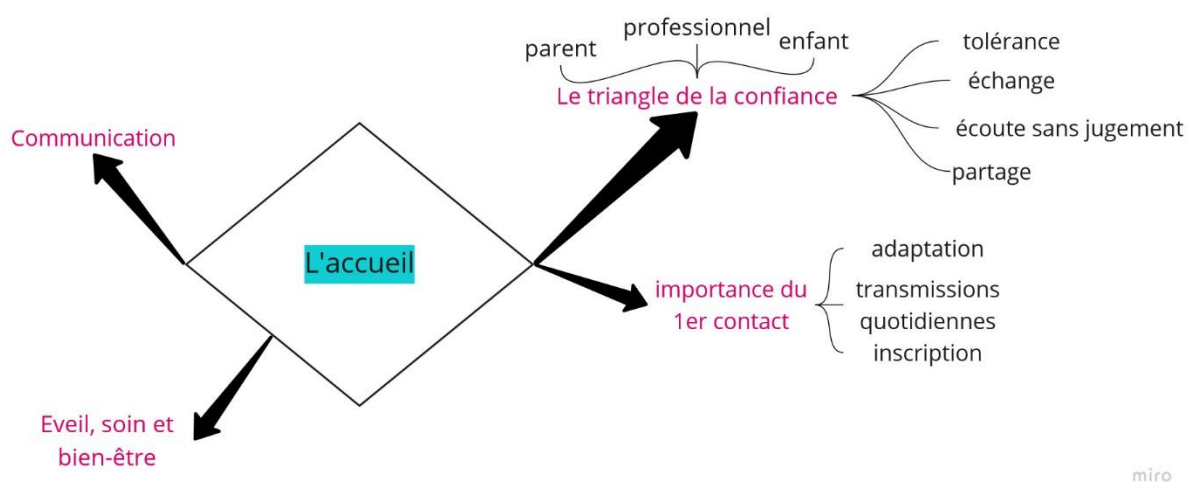 parent
professionnel
enfant
Le triangle de la confiance
tolérance
échange
écoute sans jugement
partage
Communication
L'accueil
importance du
1er contact
adaptation
transmissions
quotidiennes
inscription
Eveil, soin et
bien-être
miro